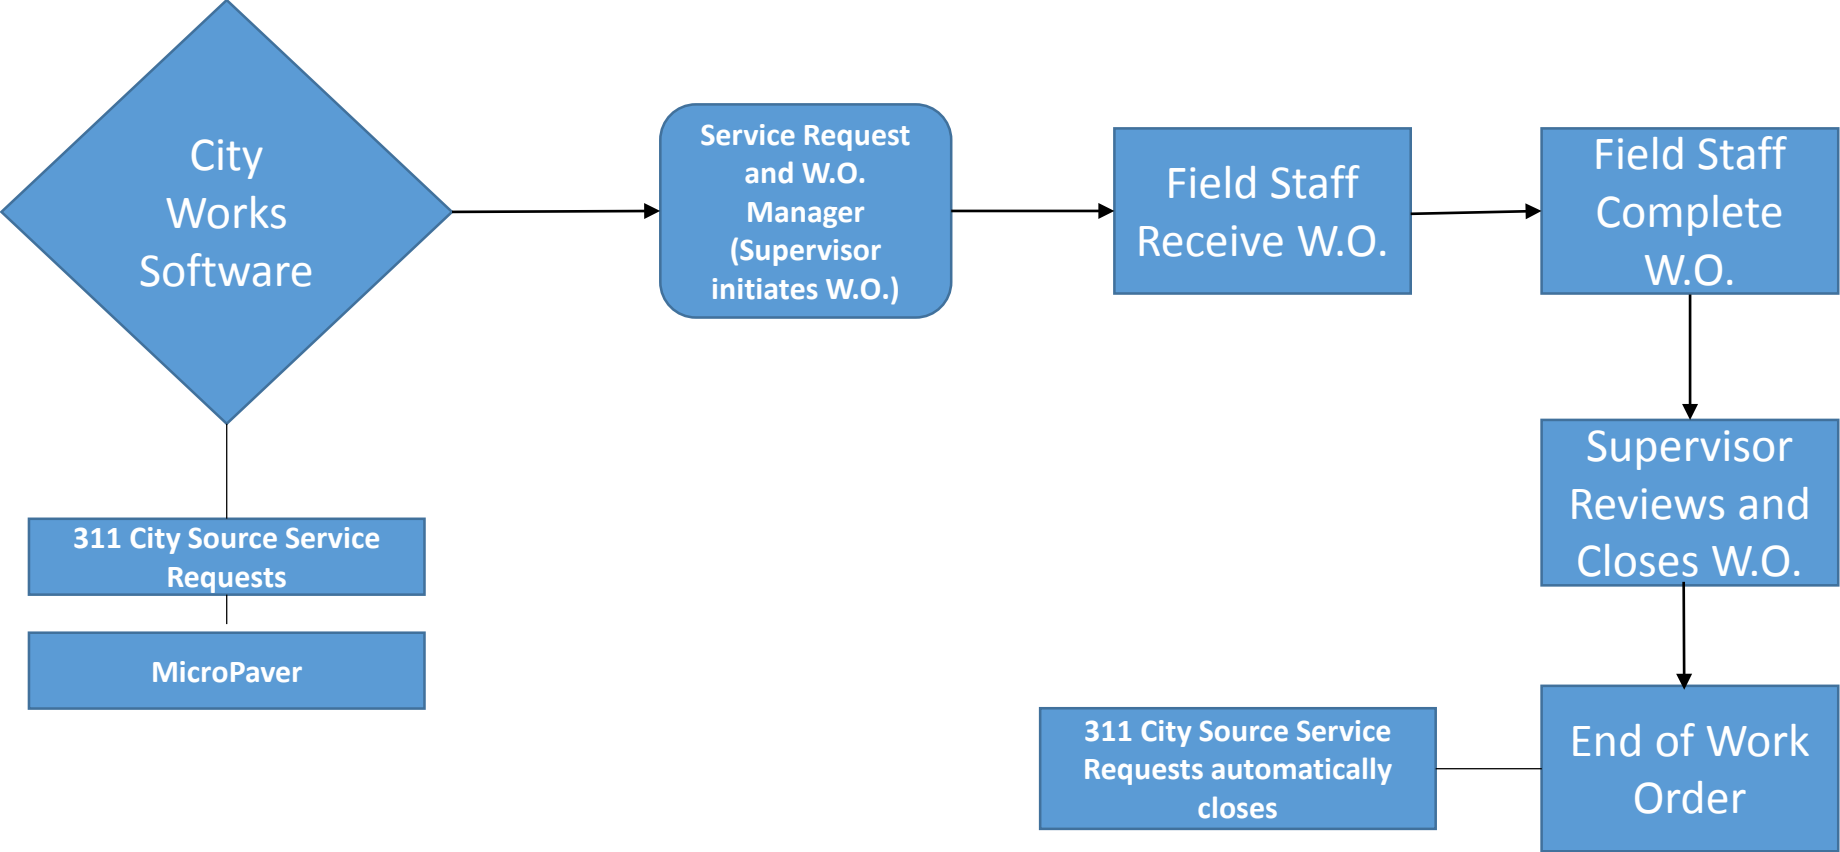 City
Works
Software
Service Request
and W.O.
Manager
(Supervisor
initiates W.O.)
Field Staff
Receive W.O.
Field Staff
Complete
W.O.
Supervisor
Reviews and
Closes W.O.
311 City Source Service
Requests
MicroPaver
311 City Source Service
Requests automatically
closes
End of Work
Order